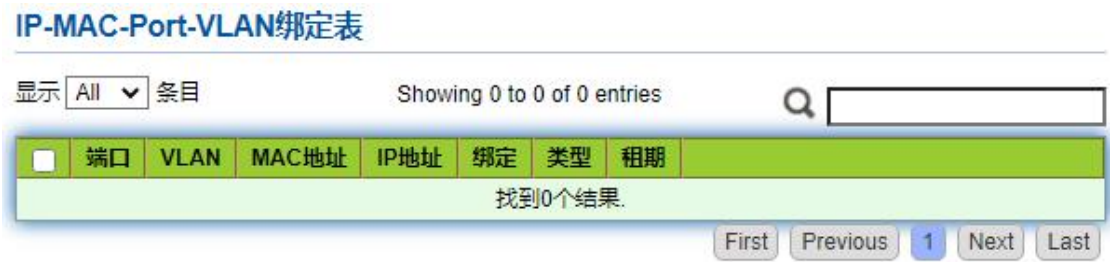 IP-MAC-Port-VLAN绑定表
显示 All 条目 Showing 0 to 0 of 0 entries
端口 VLAN MAC地址 IP地址 绑定 类型 租期
找到0个结果.
First Previous 1 Next Last